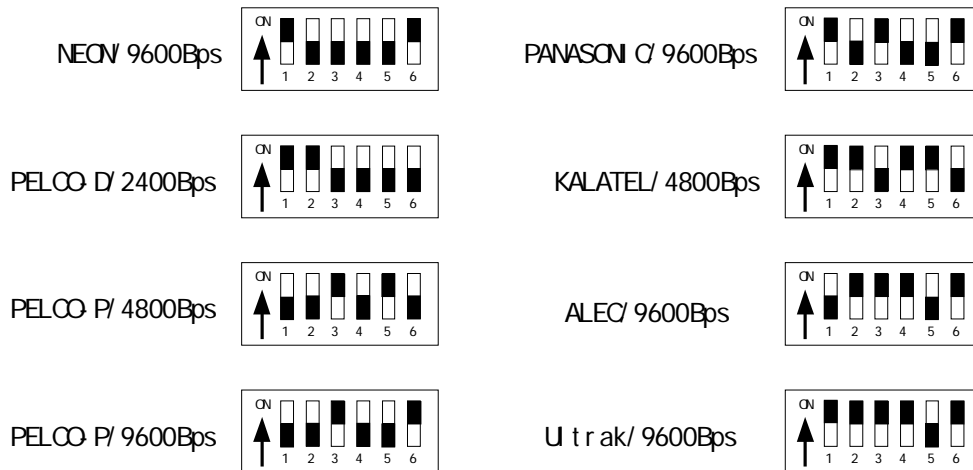 NEON/9600Bps
ON
1 2 3 4 5 6
PANASONIC/9600Bps
ON
1 2 3 4 5 6
PELCO-D/2400Bps
ON
1 2 3 4 5 6
KALATEL/4800Bps
ON
1 2 3 4 5 6
PELCO-P/4800Bps
ON
1 2 3 4 5 6
ALEC/9600Bps
ON
1 2 3 4 5 6
PELCO-P/9600Bps
ON
1 2 3 4 5 6
Ultrak/9600Bps
ON
1 2 3 4 5 6